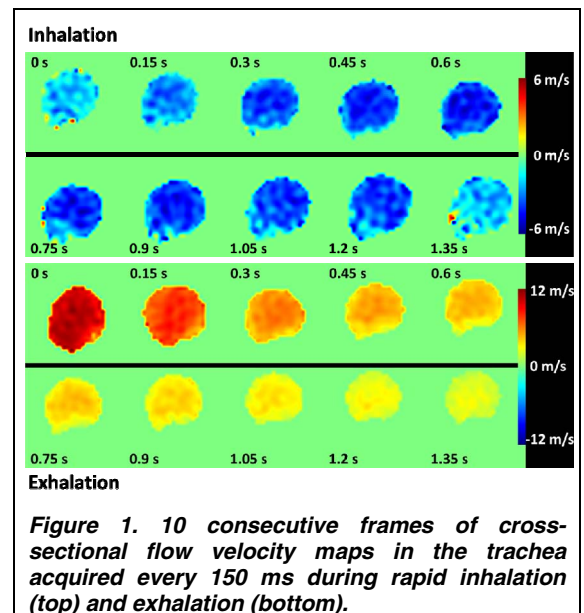 Inhalation
0 s 0.15 s 0.3 s 0.45 s 0.6 s
6 m/s
0 m/s
-6 m/s
0.75 s 0.9 s 1.05 s 1.2 s 1.35 s
0 s 0.15 s 0.3 s 0.45 s 0.6 s
12 m/s
0 m/s
-12 m/s
0.75 s 0.9 s 1.05 s 1.2 s 1.35 s
Exhalation
Figure 1. 10 consecutive frames of cross-
sectional flow velocity maps in the trachea
acquired every 150 ms during rapid inhalation
(top) and exhalation (bottom).